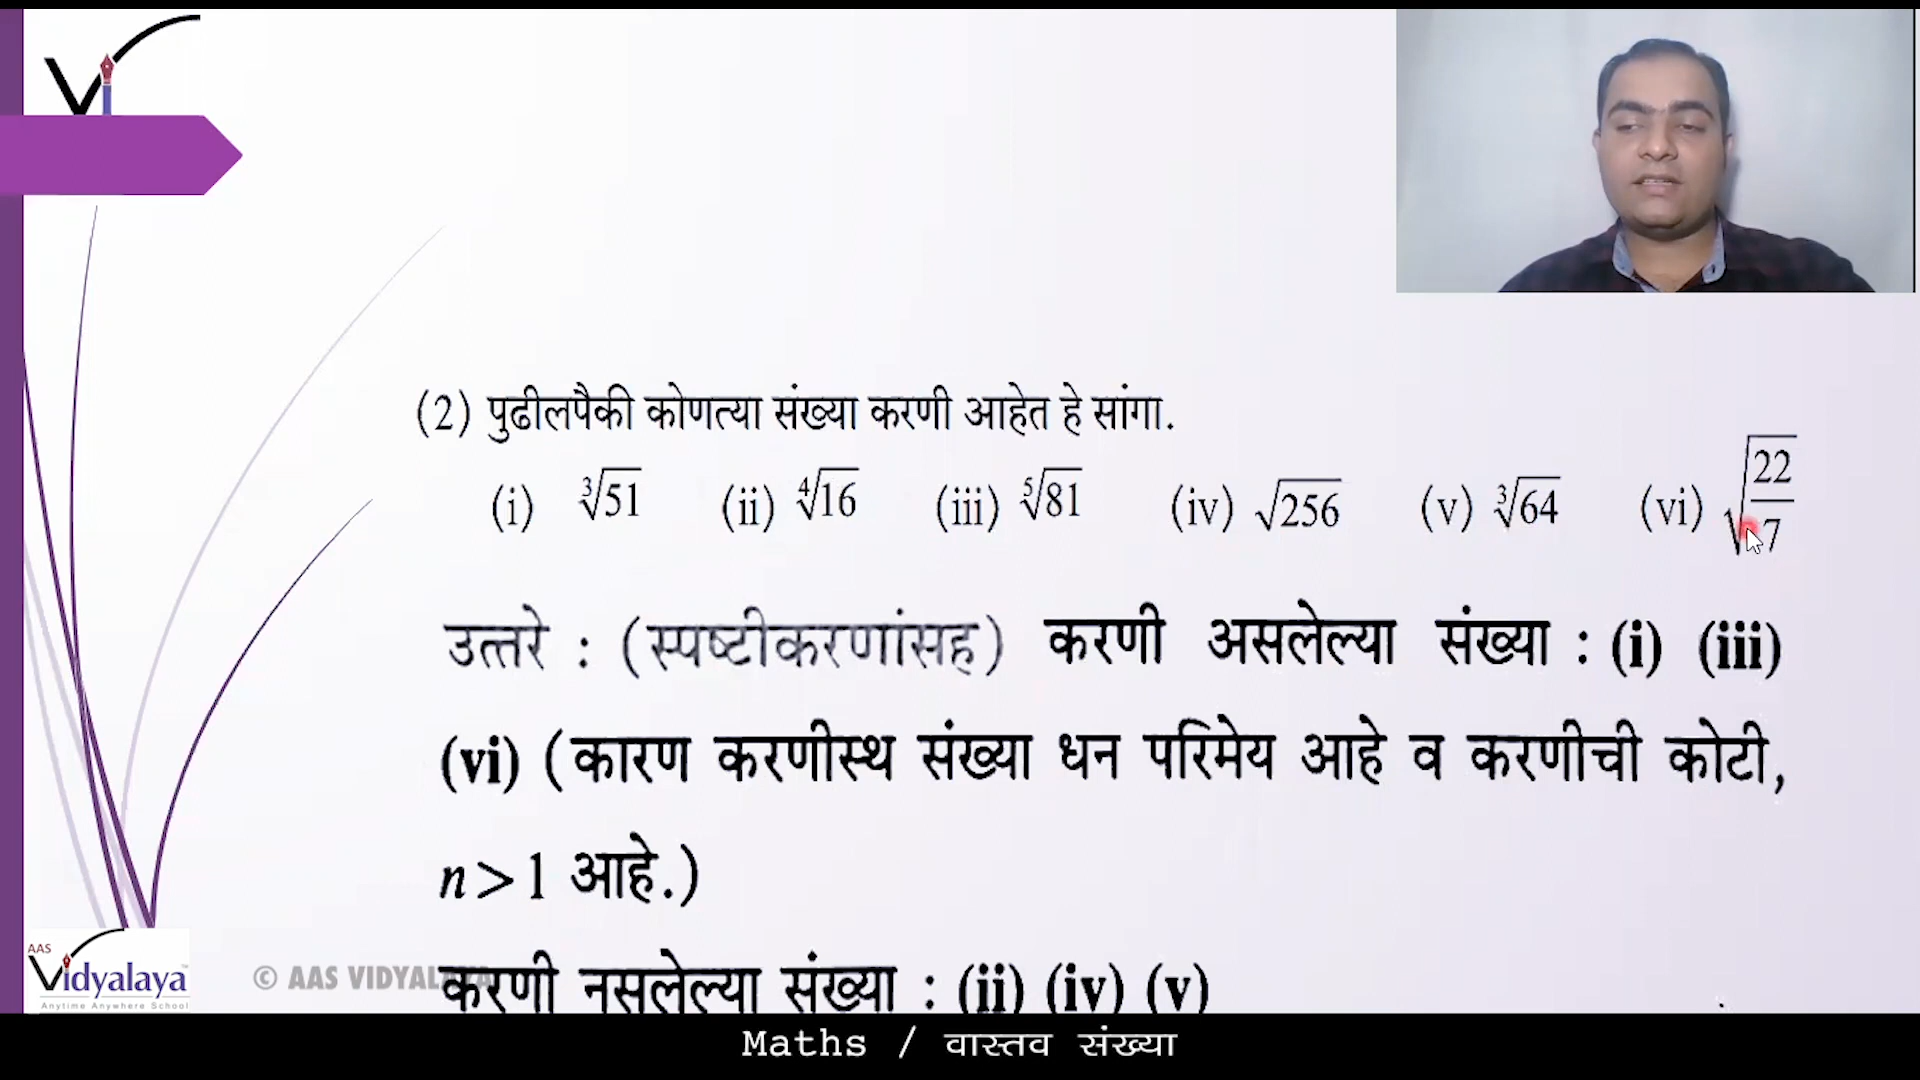 Vi
(2) पुढीलपैकी कोणत्या संख्या करणी आहेत हे सांगा.
(i) ∛51 (ii) ∜16 (iii) ⁵√81 (iv) √256 (v) ∛64 (vi) √(22/7)
उत्तरे : (स्पष्टीकरणांसह) करणी असलेल्या संख्या : (i) (iii)
(vi) (कारण करणीस्थ संख्या धन परिमेय आहे व करणीची कोटी,
n > 1 आहे.)
करणी नसलेल्या संख्या : (ii) (iv) (v)
AAS
Vidyalaya
Anytime Anywhere School
© AAS VIDYALAYA
Maths / वास्तव संख्या